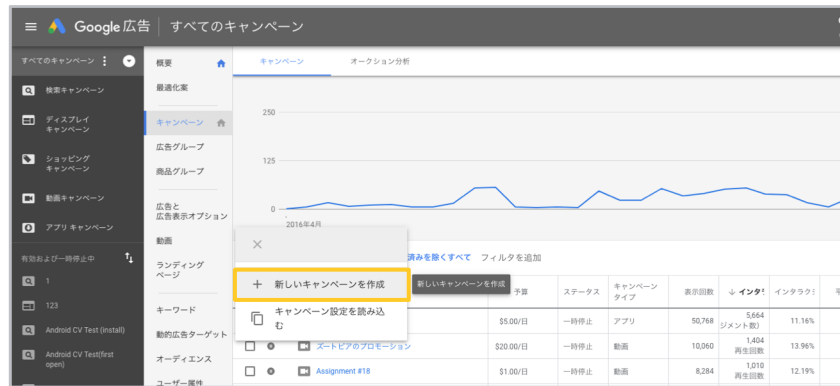 Google 広告 すべてのキャンペーン
すべてのキャンペーン
検索キャンペーン
ディスプレイ
キャンペーン
ショッピング
キャンペーン
動画キャンペーン
アプリ キャンペーン
有効および一時停止中
1
123
Android CV Test (install)
Android CV Test(first
open)
概要
最適化案
キャンペーン
広告グループ
商品グループ
広告と
広告表示オプション
動画
ランディング
ページ
キーワード
動的広告ターゲット
オーディエンス
ユーザー属性
キャンペーン オークション分析
250
125
0
2016年4月
済みを除くすべて フィルタを追加
新しいキャンペーンを作成
新しいキャンペーンを作成
キャンペーン設定を読み込
む
予算 ステータス キャンペーン
タイプ 表示回数 インタラ インタラクシ
$5.00/日 一時停止 アプリ 50,768 5,664
ジメント数) 11.16%
ズートピアのプロモーション $20.00/日 一時停止 動画 10,060 1,404
再生回数 13.96%
Assignment #18 $1.00/日 一時停止 動画 8,284 1,010
再生回数 12.19%